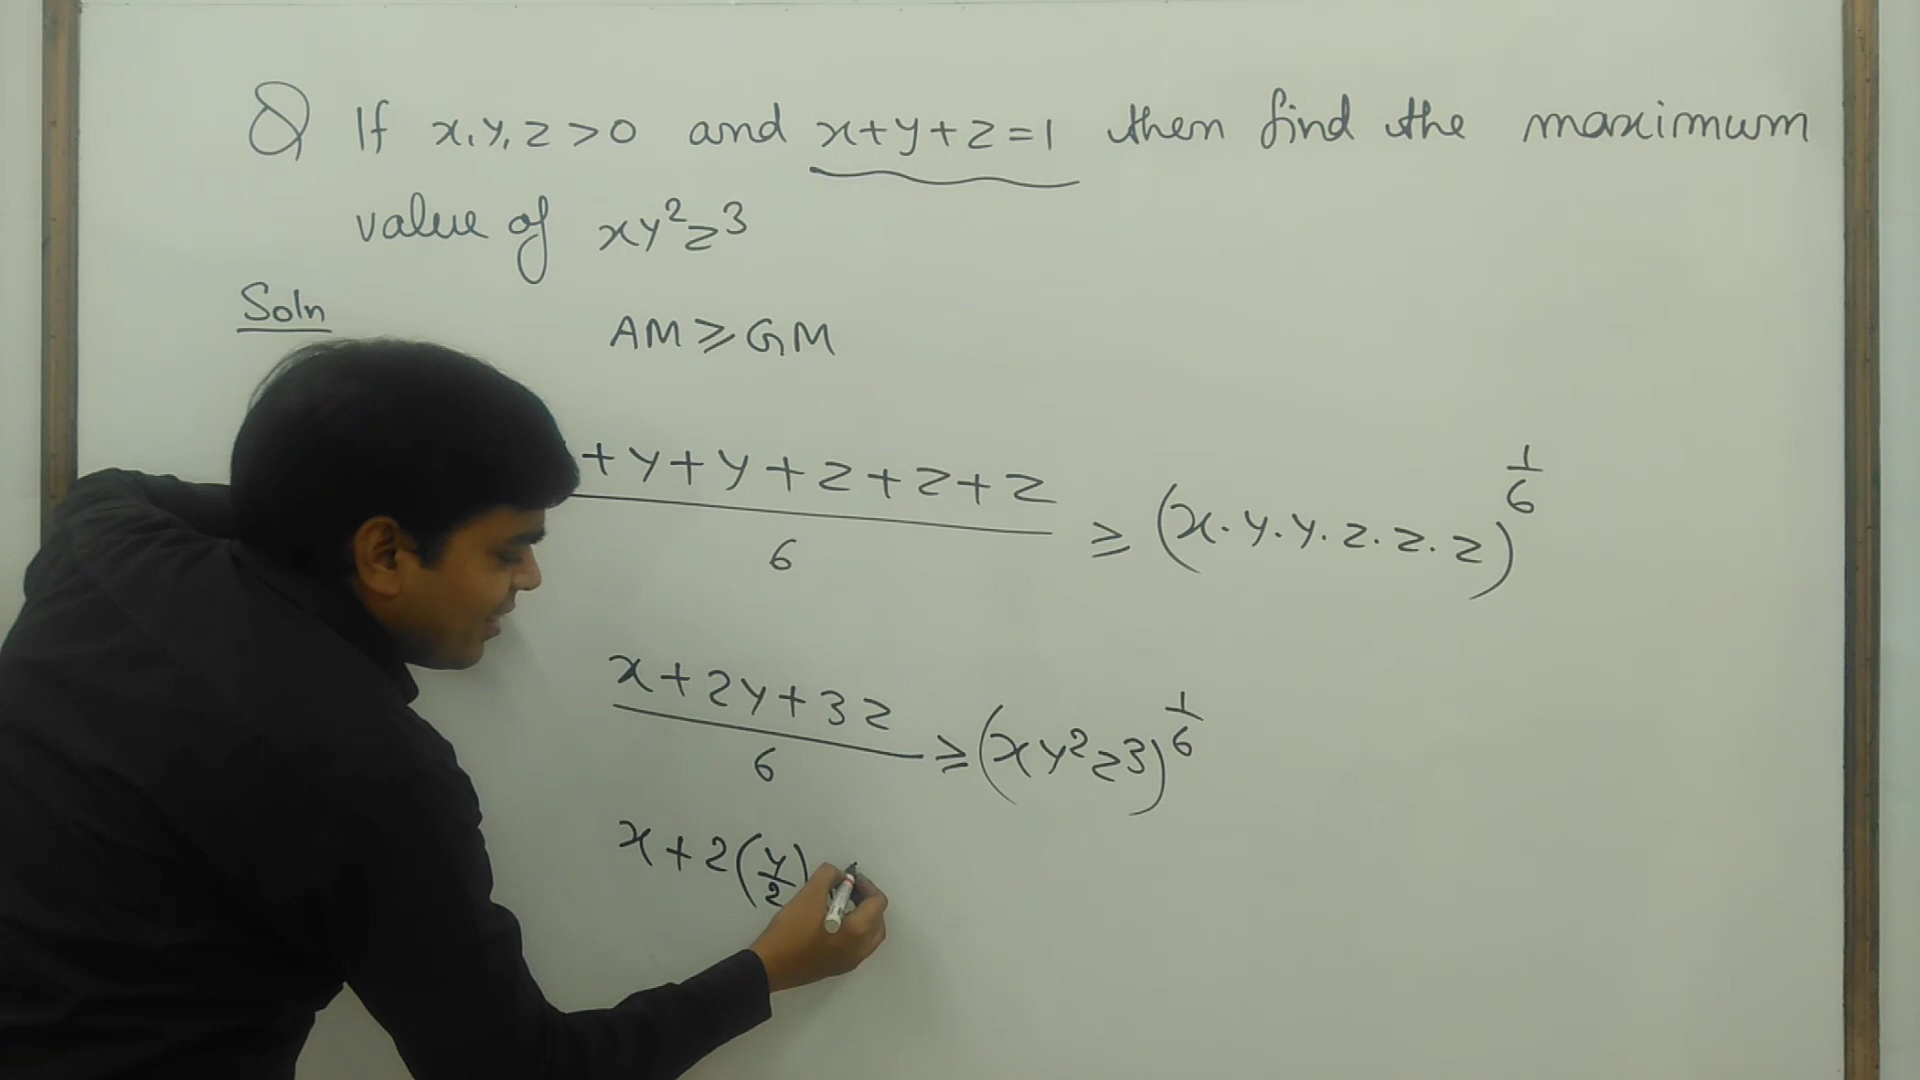 Q If x, y, z > 0 and x+y+z=1 then find the maximum
value of xy²z³
Soln
AM ≥ GM
+y+y+z+z+z / 6 ≥ (x.y.y.z.z.z)^1/6
x+2y+3z / 6 ≥ (xy²z³)^1/6
x+2(y/2)